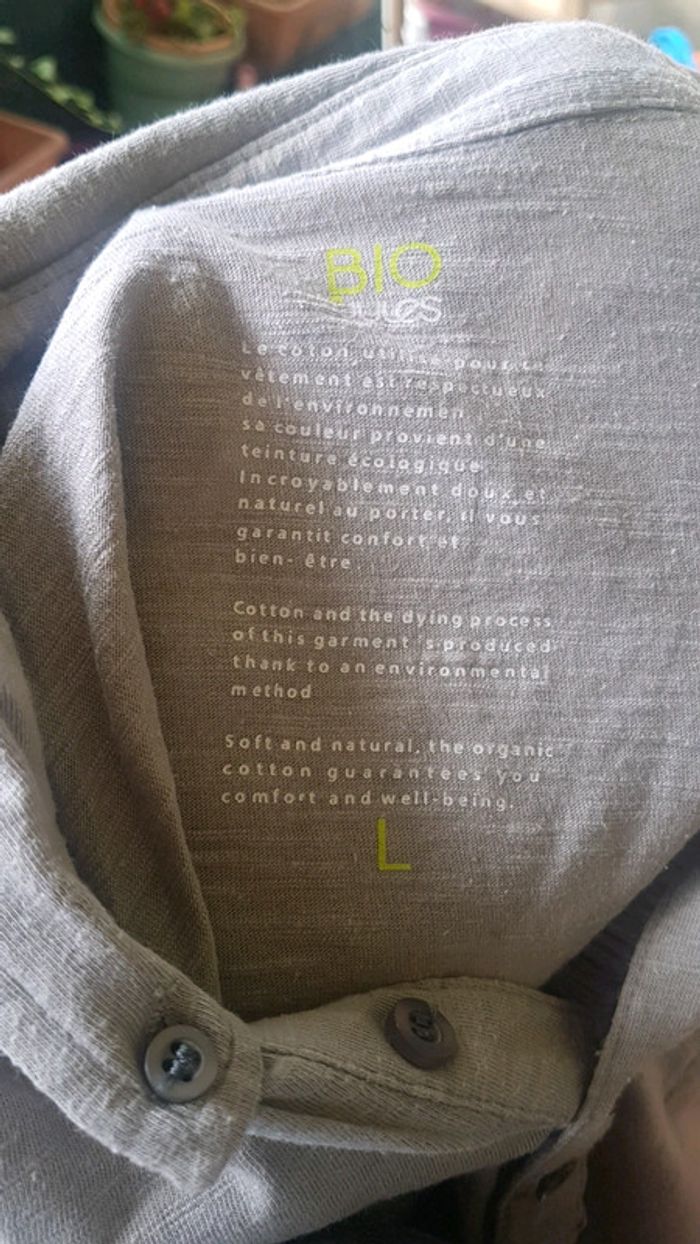 BIO
Le coton utilisé pour ce
vêtement est respectueux
de l'environnemen
sa couleur provient d'une
teinture écologique
Incroyablement doux et
naturel au porter, il vous
garantit confort et
bien- être
Cotton and the dying process
of this garment 's produced
thank to an environmental
method
Soft and natural, the organic
cotton guarantees you
comfort and well-being.
L